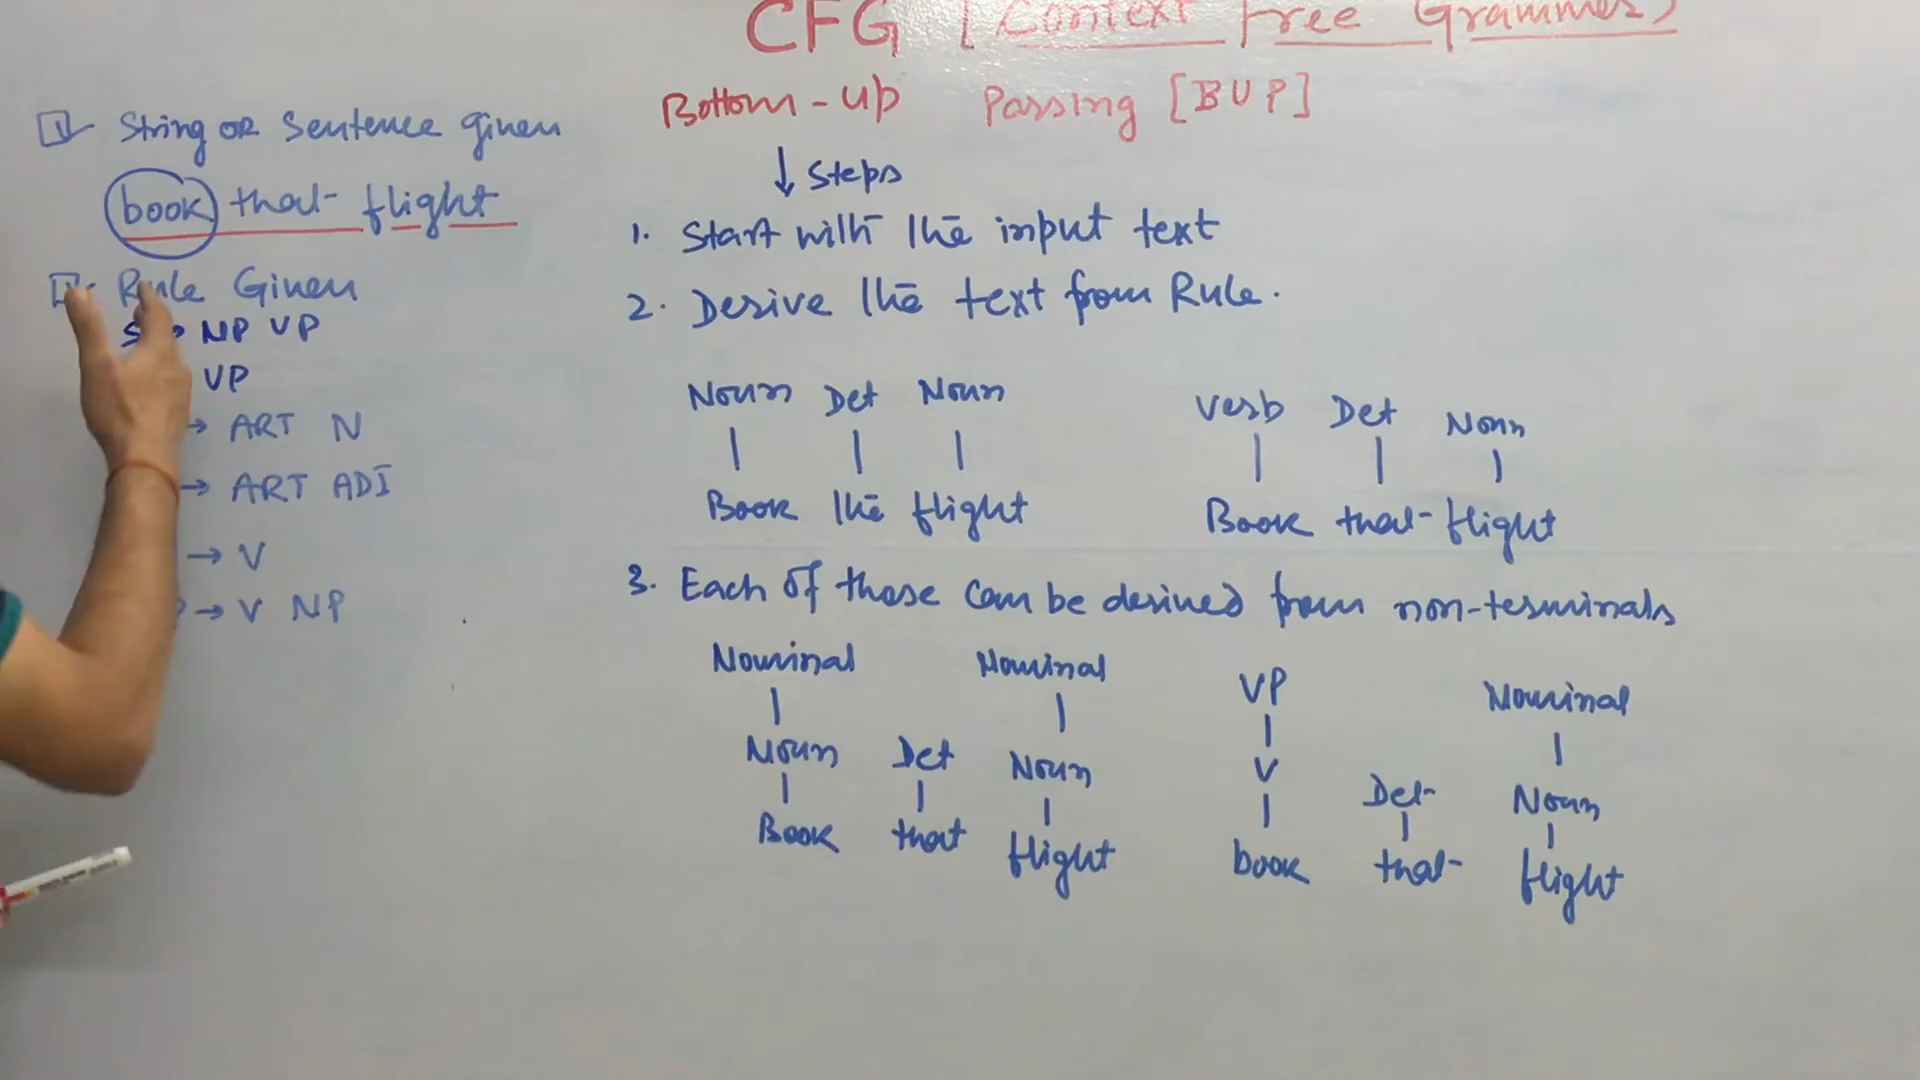 CFG [Context Free Grammer]
Bottom-up Passing [BUP]
↓ Steps
1. Start with the input text
2. Derive the text from Rule.
Noun Det Noun
Book the flight
Verb Det Noun
Book that flight
3. Each of these can be derived from non-terminals
Nominal Nominal
Noun Det Noun
Book that flight
VP Nominal
V Det Noun
book that flight
String or Sentence given
book that flight
Rule Given
S → NP VP
VP
→ ART N
→ ART ADJ
→ V
→ V NP